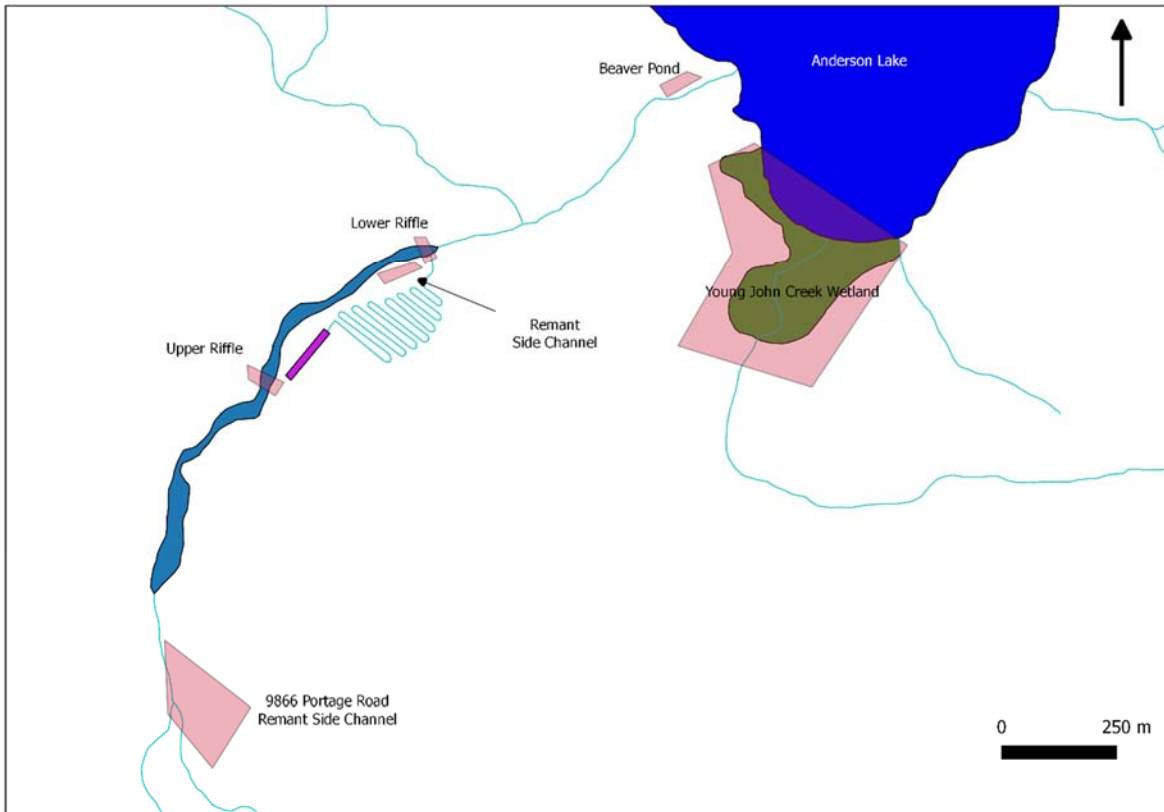 Anderson Lake
Beaver Pond
Lower Riffle
Young John Creek Wetland
Remant
Side Channel
Upper Riffle
9866 Portage Road
Remant Side Channel
0 250 m